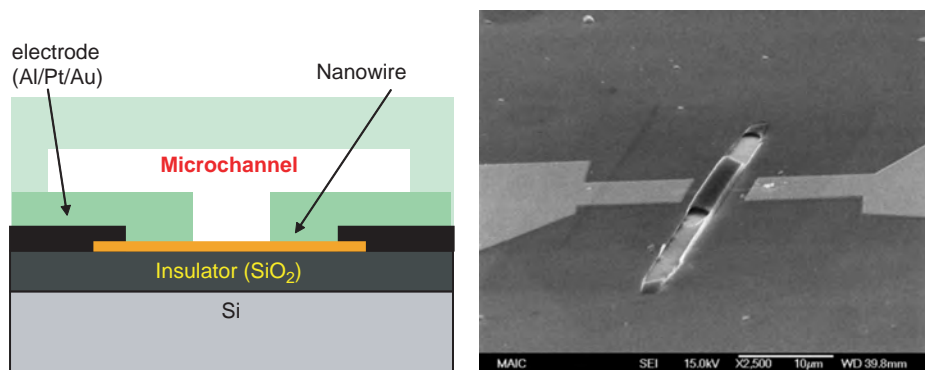 electrode
(Al/Pt/Au)
Nanowire
Microchannel
Insulator (SiO₂)
Si
MAIC SEI 15.0kV X2,500 10µm WD 39.8mm